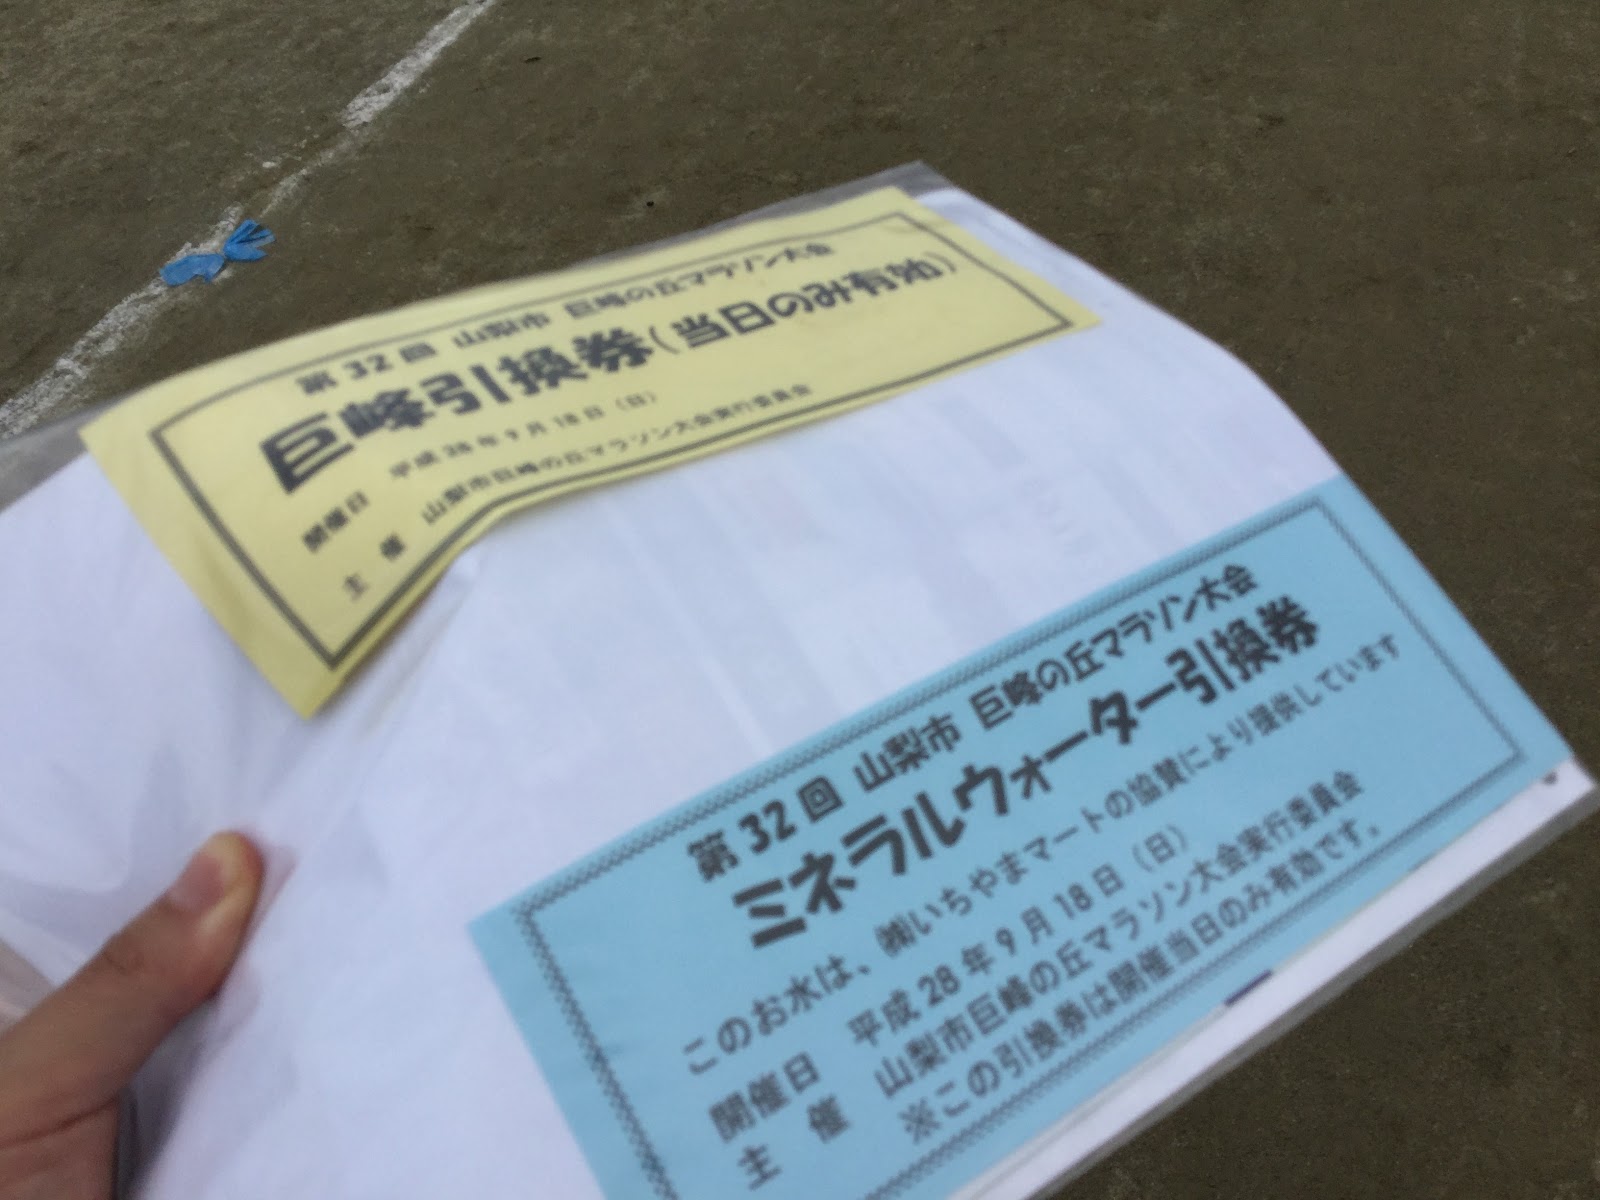 第32回 山梨市 巨峰の丘マラソン大会
巨峰引換券(当日のみ有効)
開催日 平成28年9月18日(日)
主 催 山梨市巨峰の丘マラソン大会実行委員会
第32回 山梨市 巨峰の丘マラソン大会
ミネラルウォーター引換券
このお水は、㈱いちやまマートの協賛により提供しています
開催日 平成28年9月18日(日)
主 催 山梨市巨峰の丘マラソン大会実行委員会
※この引換券は開催当日のみ有効です。